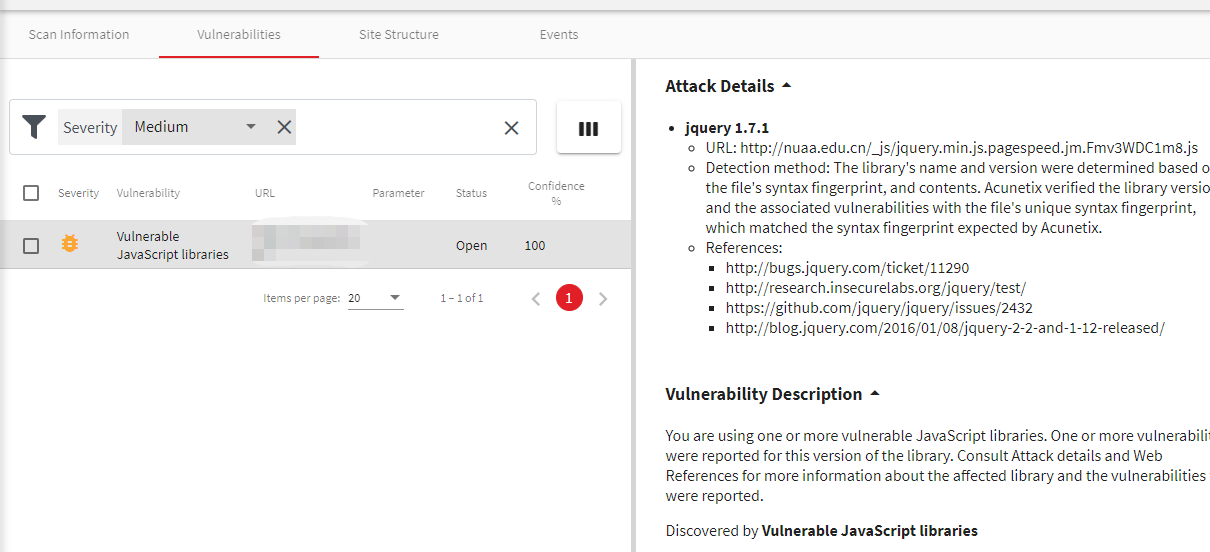 Scan Information
Vulnerabilities
Site Structure
Events
Severity
Medium
Severity
Vulnerability
URL
Parameter
Status
Confidence
%
Vulnerable
JavaScript libraries
Open
100
Items per page:
20
1 – 1 of 1
1
Attack Details
jquery 1.7.1
URL: http://nuaa.edu.cn/_js/jquery.min.js.pagespeed.jm.Fmv3WDC1m8.js
Detection method: The library's name and version were determined based o
the file's syntax fingerprint, and contents. Acunetix verified the library versio
and the associated vulnerabilities with the file's unique syntax fingerprint,
which matched the syntax fingerprint expected by Acunetix.
References:
http://bugs.jquery.com/ticket/11290
http://research.insecurelabs.org/jquery/test/
https://github.com/jquery/jquery/issues/2432
http://blog.jquery.com/2016/01/08/jquery-2-2-and-1-12-released/
Vulnerability Description
You are using one or more vulnerable JavaScript libraries. One or more vulnerabilit
were reported for this version of the library. Consult Attack details and Web
References for more information about the affected library and the vulnerabilities
were reported.
Discovered by Vulnerable JavaScript libraries